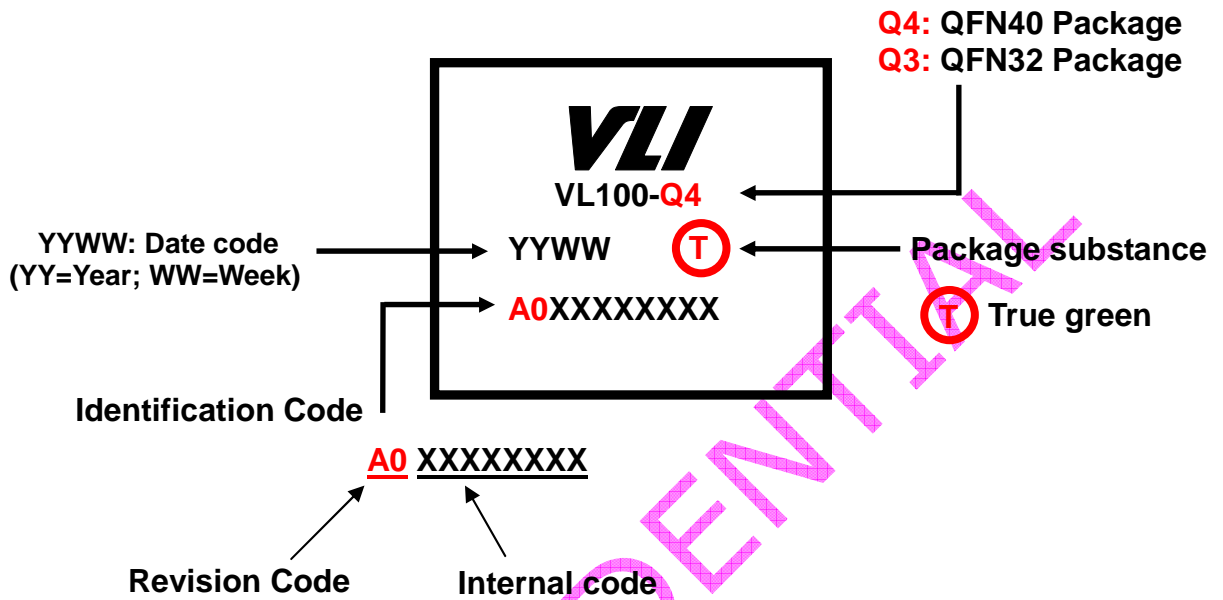 Q4: QFN40 Package
Q3: QFN32 Package
VLI
VL100-Q4
YYWW: Date code
(YY=Year; WW=Week)
YYWW
T
Package substance
A0XXXXXXXX
T True green
Identification Code
A0 XXXXXXXX
Revision Code
Internal code
DENTIAL